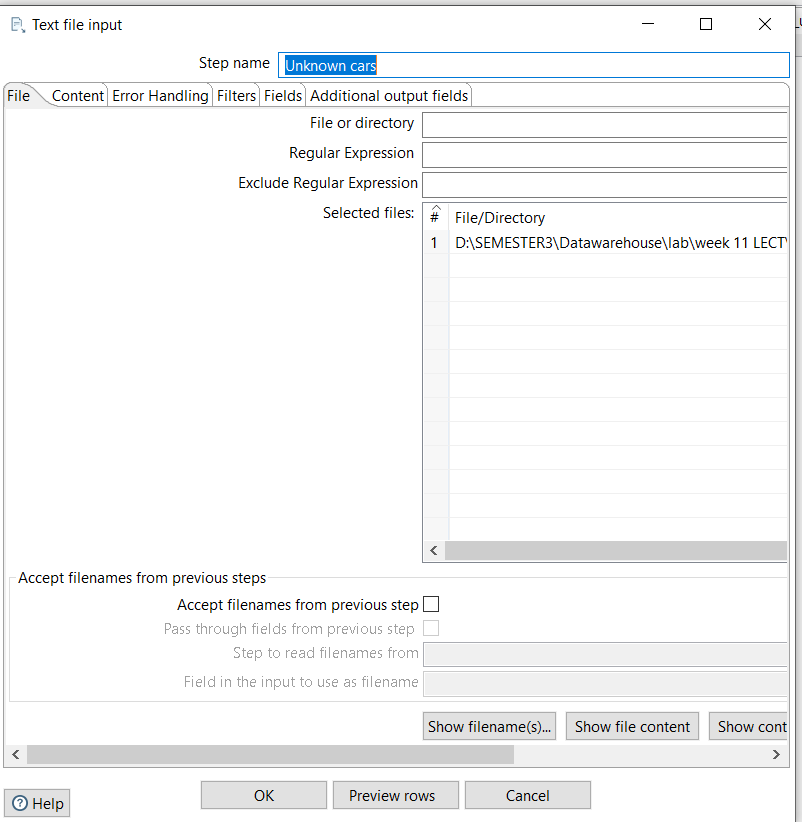 Text file input
Step name Unknown cars
File Content Error Handling Filters Fields Additional output fields
File or directory
Regular Expression
Exclude Regular Expression
Selected files: # File/Directory
1 D:\SEMESTER3\Datawarehouse\lab\week 11 LECT\
Accept filenames from previous steps
Accept filenames from previous step
Pass through fields from previous step
Step to read filenames from
Field in the input to use as filename
Show filename(s)... Show file content Show cont
Help OK Preview rows Cancel